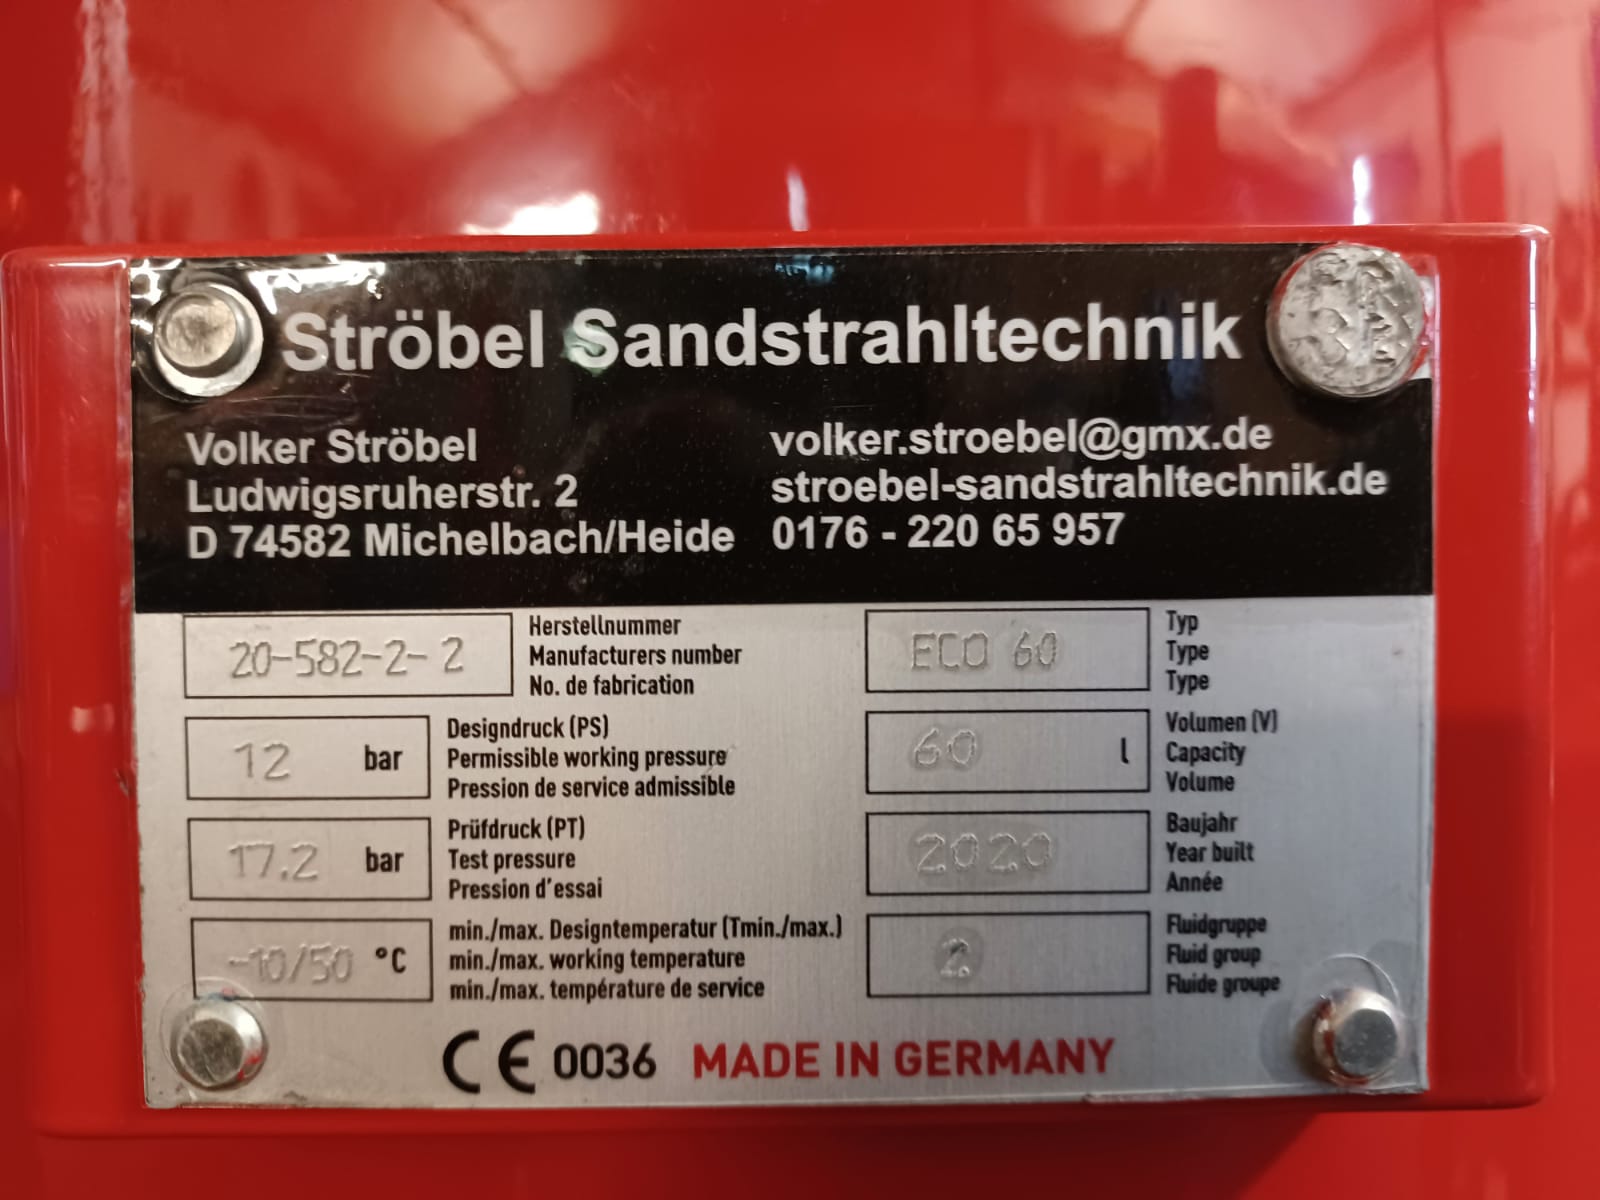 Ströbel Sandstrahltechnik
Volker Ströbel
Ludwigsruherstr. 2
D 74582 Michelbach/Heide
volker.stroebel@gmx.de
stroebel-sandstrahltechnik.de
0176 - 220 65 957
20-582-2-2
Herstellnummer
Manufacturers number
No. de fabrication
ECO 60
Typ
Type
Type
12 bar
Designdruck (PS)
Permissible working pressure
Pression de service admissible
60 l
Volumen (V)
Capacity
Volume
17.2 bar
Prüfdruck (PT)
Test pressure
Pression d'essai
2020
Baujahr
Year built
Année
-10/50 °C
min./max. Designtemperatur (Tmin./max.)
min./max. working temperature
min./max. température de service
2
Fluidgruppe
Fluid group
Fluide groupe
CE 0036 MADE IN GERMANY